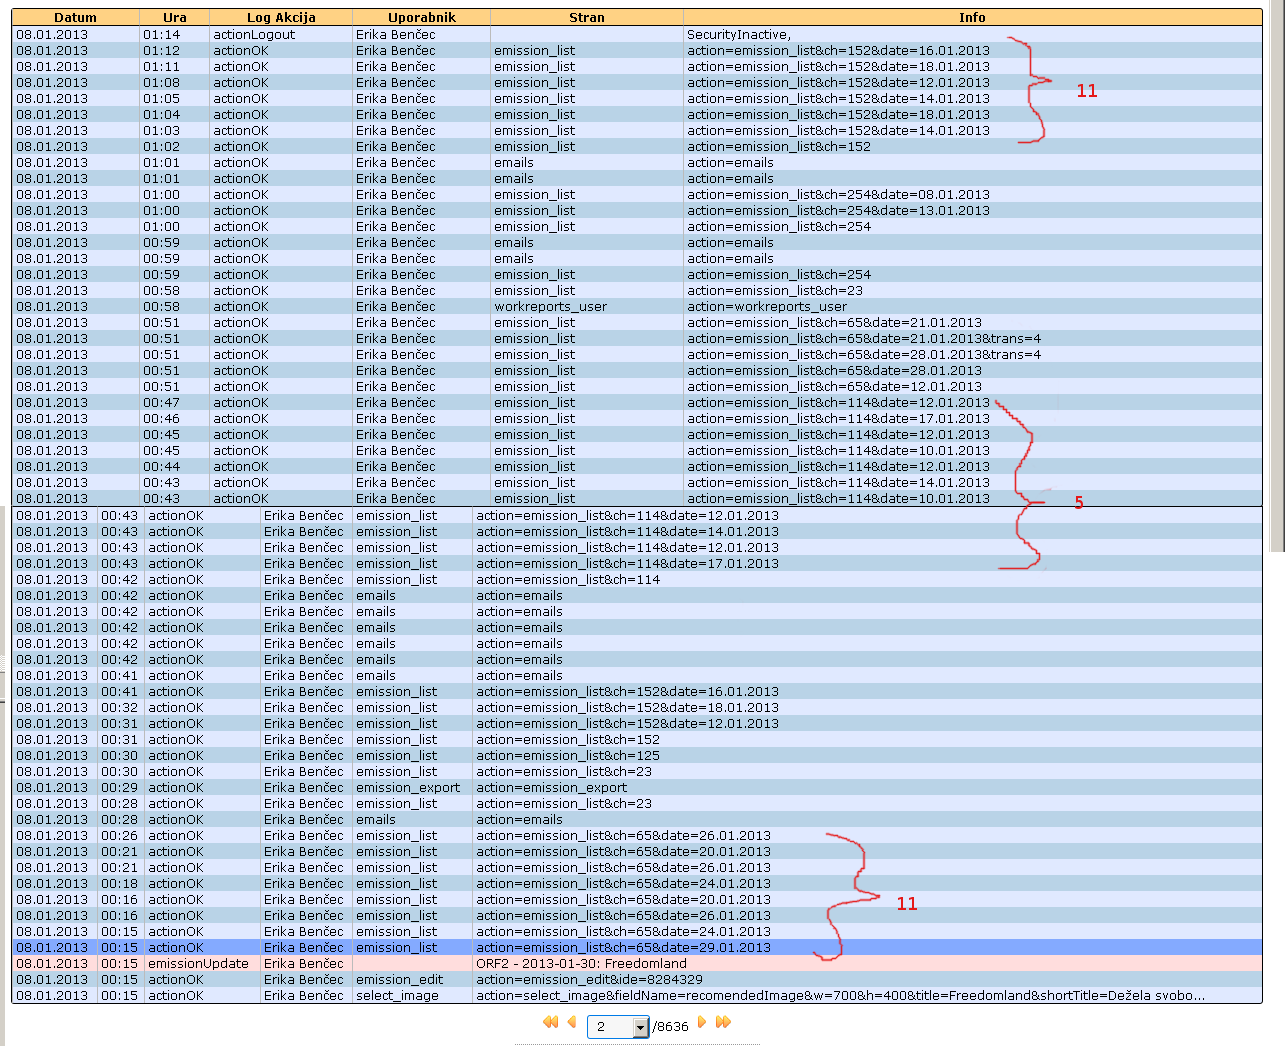 Datum Ura Log Akcija Uporabnik Stran Info
08.01.2013 01:14 actionLogout Erika Benčec SecurityInactive,
08.01.2013 01:12 actionOK Erika Benčec emission_list action=emission_list&ch=152&date=16.01.2013
08.01.2013 01:11 actionOK Erika Benčec emission_list action=emission_list&ch=152&date=18.01.2013
08.01.2013 01:08 actionOK Erika Benčec emission_list action=emission_list&ch=152&date=12.01.2013
11
08.01.2013 01:05 actionOK Erika Benčec emission_list action=emission_list&ch=152&date=14.01.2013
08.01.2013 01:04 actionOK Erika Benčec emission_list action=emission_list&ch=152&date=18.01.2013
08.01.2013 01:03 actionOK Erika Benčec emission_list action=emission_list&ch=152&date=14.01.2013
08.01.2013 01:02 actionOK Erika Benčec emission_list action=emission_list&ch=152
08.01.2013 01:01 actionOK Erika Benčec emails action=emails
08.01.2013 01:01 actionOK Erika Benčec emails action=emails
08.01.2013 01:00 actionOK Erika Benčec emission_list action=emission_list&ch=254&date=08.01.2013
08.01.2013 01:00 actionOK Erika Benčec emission_list action=emission_list&ch=254&date=13.01.2013
08.01.2013 01:00 actionOK Erika Benčec emission_list action=emission_list&ch=254
08.01.2013 00:59 actionOK Erika Benčec emails action=emails
08.01.2013 00:59 actionOK Erika Benčec emails action=emails
08.01.2013 00:59 actionOK Erika Benčec emission_list action=emission_list&ch=254
08.01.2013 00:58 actionOK Erika Benčec emission_list action=emission_list&ch=23
08.01.2013 00:58 actionOK Erika Benčec workreports_user action=workreports_user
08.01.2013 00:51 actionOK Erika Benčec emission_list action=emission_list&ch=65&date=21.01.2013
08.01.2013 00:51 actionOK Erika Benčec emission_list action=emission_list&ch=65&date=21.01.2013&trans=4
08.01.2013 00:51 actionOK Erika Benčec emission_list action=emission_list&ch=65&date=28.01.2013&trans=4
08.01.2013 00:51 actionOK Erika Benčec emission_list action=emission_list&ch=65&date=28.01.2013
08.01.2013 00:51 actionOK Erika Benčec emission_list action=emission_list&ch=65&date=12.01.2013
08.01.2013 00:47 actionOK Erika Benčec emission_list action=emission_list&ch=114&date=12.01.2013
08.01.2013 00:46 actionOK Erika Benčec emission_list action=emission_list&ch=114&date=17.01.2013
08.01.2013 00:45 actionOK Erika Benčec emission_list action=emission_list&ch=114&date=12.01.2013
08.01.2013 00:45 actionOK Erika Benčec emission_list action=emission_list&ch=114&date=10.01.2013
08.01.2013 00:44 actionOK Erika Benčec emission_list action=emission_list&ch=114&date=12.01.2013
08.01.2013 00:43 actionOK Erika Benčec emission_list action=emission_list&ch=114&date=14.01.2013
08.01.2013 00:43 actionOK Erika Benčec emission_list action=emission_list&ch=114&date=10.01.2013
5
08.01.2013 00:43 actionOK Erika Benčec emission_list action=emission_list&ch=114&date=12.01.2013
08.01.2013 00:43 actionOK Erika Benčec emission_list action=emission_list&ch=114&date=14.01.2013
08.01.2013 00:43 actionOK Erika Benčec emission_list action=emission_list&ch=114&date=12.01.2013
08.01.2013 00:43 actionOK Erika Benčec emission_list action=emission_list&ch=114&date=17.01.2013
08.01.2013 00:42 actionOK Erika Benčec emission_list action=emission_list&ch=114
08.01.2013 00:42 actionOK Erika Benčec emails action=emails
08.01.2013 00:42 actionOK Erika Benčec emails action=emails
08.01.2013 00:42 actionOK Erika Benčec emails action=emails
08.01.2013 00:42 actionOK Erika Benčec emails action=emails
08.01.2013 00:42 actionOK Erika Benčec emails action=emails
08.01.2013 00:41 actionOK Erika Benčec emails action=emails
08.01.2013 00:41 actionOK Erika Benčec emission_list action=emission_list&ch=152&date=16.01.2013
08.01.2013 00:32 actionOK Erika Benčec emission_list action=emission_list&ch=152&date=18.01.2013
08.01.2013 00:31 actionOK Erika Benčec emission_list action=emission_list&ch=152&date=12.01.2013
08.01.2013 00:31 actionOK Erika Benčec emission_list action=emission_list&ch=152
08.01.2013 00:30 actionOK Erika Benčec emission_list action=emission_list&ch=125
08.01.2013 00:30 actionOK Erika Benčec emission_list action=emission_list&ch=23
08.01.2013 00:29 actionOK Erika Benčec emission_export action=emission_export
08.01.2013 00:28 actionOK Erika Benčec emission_list action=emission_list&ch=23
08.01.2013 00:28 actionOK Erika Benčec emails action=emails
08.01.2013 00:26 actionOK Erika Benčec emission_list action=emission_list&ch=65&date=26.01.2013
08.01.2013 00:21 actionOK Erika Benčec emission_list action=emission_list&ch=65&date=20.01.2013
08.01.2013 00:21 actionOK Erika Benčec emission_list action=emission_list&ch=65&date=26.01.2013
08.01.2013 00:18 actionOK Erika Benčec emission_list action=emission_list&ch=65&date=24.01.2013
08.01.2013 00:16 actionOK Erika Benčec emission_list action=emission_list&ch=65&date=20.01.2013
11
08.01.2013 00:16 actionOK Erika Benčec emission_list action=emission_list&ch=65&date=26.01.2013
08.01.2013 00:15 actionOK Erika Benčec emission_list action=emission_list&ch=65&date=24.01.2013
08.01.2013 00:15 actionOK Erika Benčec emission_list action=emission_list&ch=65&date=29.01.2013
08.01.2013 00:15 emissionUpdate Erika Benčec ORF2 - 2013-01-30: Freedomland
08.01.2013 00:15 actionOK Erika Benčec emission_edit action=emission_edit&ide=8284329
08.01.2013 00:15 actionOK Erika Benčec select_image action=select_image&fieldName=recomendedImage&w=700&h=400&title=Freedomland&shortTitle=Dežela svobo...
2 /8636